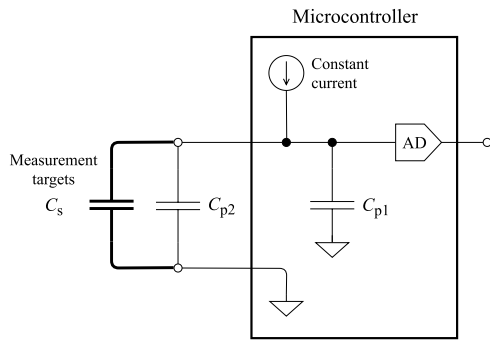 Microcontroller
Constant
current
AD
Measurement
targets
Cs
Cp2
Cp1